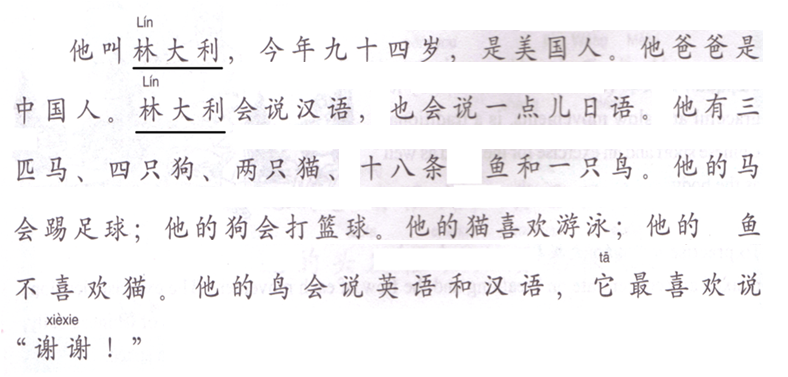 Lín
他叫林大利，今年九十四岁，是美国人。他爸爸是
Lín
中国人。林大利会说汉语，也会说一点儿日语。他有三
匹马、四只狗、两只猫、十八条 鱼和一只鸟。他的马
会踢足球；他的狗会打篮球。他的猫喜欢游泳；他的 鱼
tā
不喜欢猫。他的鸟会说英语和汉语，它最喜欢说
xièxie
“谢谢！”